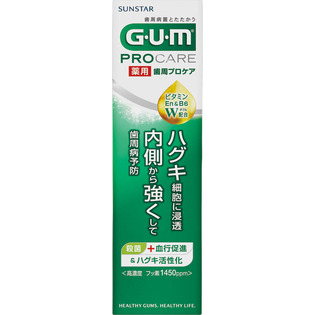 SUNSTAR
歯周病菌とたたかう
G・U・M
PROCARE
薬用 歯周プロケア
ビタミン
En&B6
Wダブル配合
ハグキ細胞に浸透
内側から強くして
歯周病予防
殺菌 +血行促進
&ハグキ活性化
<高濃度 フッ素1450ppm>
HEALTHY GUMS. HEALTHY LIFE.